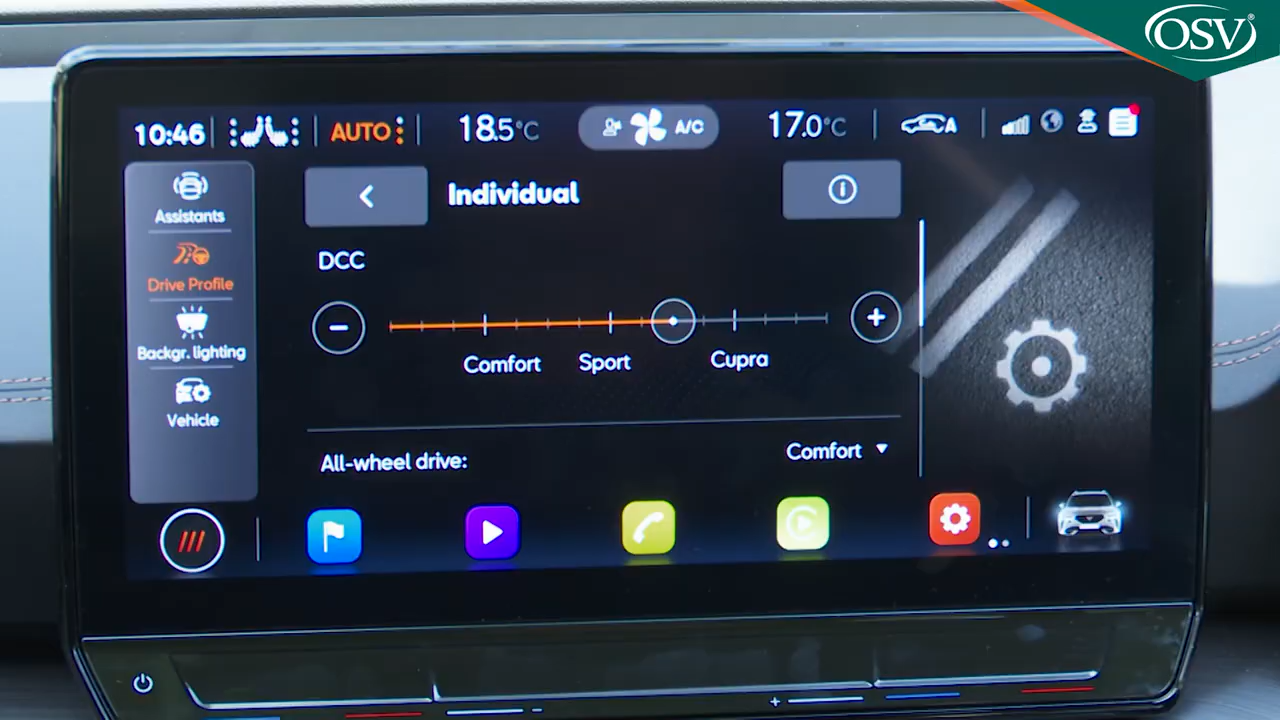 OSV®
10:46 AUTO 18.5°C A/C 17.0°C A
Assistants
Drive Profile
Backgr. lighting
Vehicle
Individual
DCC
Comfort Sport Cupra
All-wheel drive: Comfort